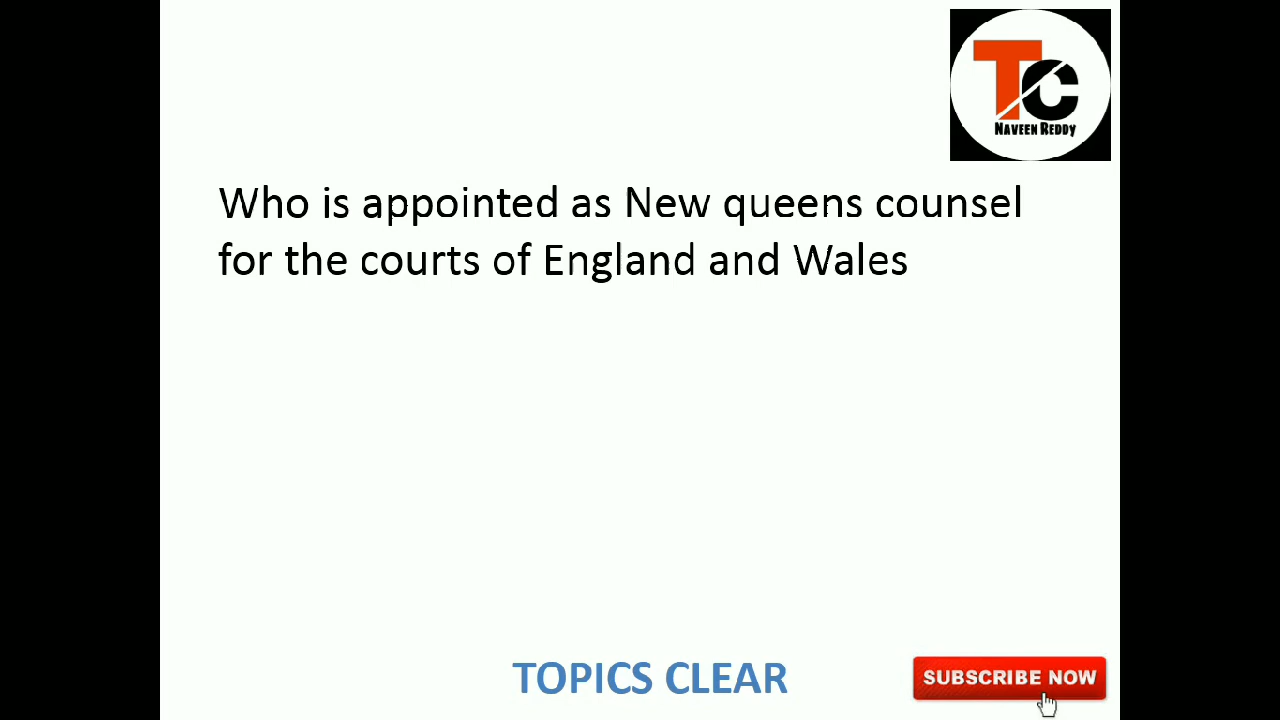 TC
NAVEEN REDDY
Who is appointed as New queens counsel
for the courts of England and Wales
TOPICS CLEAR
SUBSCRIBE NOW